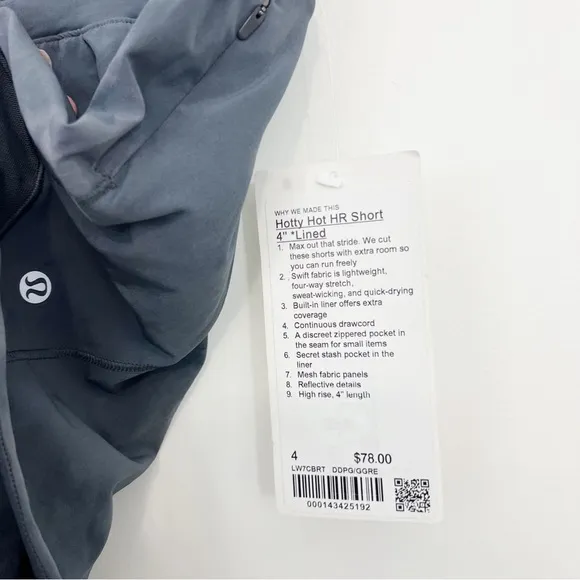 WHY WE MADE THIS
Hotty Hot HR Short
4" *Lined
1. Max out that stride. We cut
these shorts with extra room so
you can run freely
2. Swift fabric is lightweight,
four-way stretch,
sweat-wicking, and quick-drying
3. Built-in liner offers extra
coverage
4. Continuous drawcord
5. A discreet zippered pocket in
the seam for small items
6. Secret stash pocket in the
liner
7. Mesh fabric panels
8. Reflective details
9. High rise, 4" length
4 $78.00
LW7CBRT DDPG/GGRE
000143425192